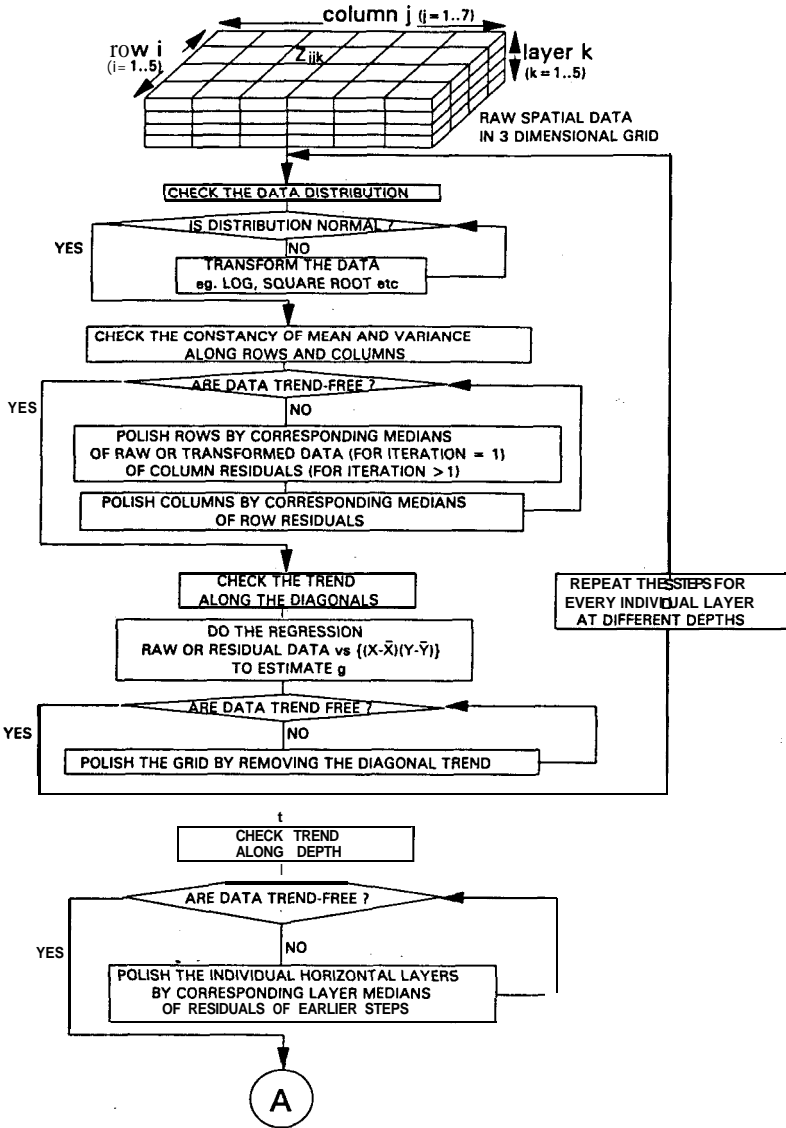 column j (j = 1..7)
row i
(i = 1..5)
Zijk
layer k
(k = 1..5)
RAW SPATIAL DATA
IN 3 DIMENSIONAL GRID
CHECK THE DATA DISTRIBUTION
IS DISTRIBUTION NORMAL ?
YES
NO
TRANSFORM THE DATA
eg. LOG, SQUARE ROOT etc
CHECK THE CONSTANCY OF MEAN AND VARIANCE
ALONG ROWS AND COLUMNS
ARE DATA TREND-FREE ?
YES
NO
POLISH ROWS BY CORRESPONDING MEDIANS
OF RAW OR TRANSFORMED DATA (FOR ITERATION = 1)
OF COLUMN RESIDUALS (FOR ITERATION > 1)
POLISH COLUMNS BY CORRESPONDING MEDIANS
OF ROW RESIDUALS
CHECK THE TREND
ALONG THE DIAGONALS
REPEAT THE STEPS FOR
EVERY INDIVIDUAL LAYER
AT DIFFERENT DEPTHS
DO THE REGRESSION
RAW OR RESIDUAL DATA vs {(X-X̄)(Y-Ȳ)}
TO ESTIMATE g
ARE DATA TREND FREE ?
YES
NO
POLISH THE GRID BY REMOVING THE DIAGONAL TREND
t
CHECK TREND
ALONG DEPTH
ARE DATA TREND-FREE ?
YES
NO
POLISH THE INDIVIDUAL HORIZONTAL LAYERS
BY CORRESPONDING LAYER MEDIANS
OF RESIDUALS OF EARLIER STEPS
A